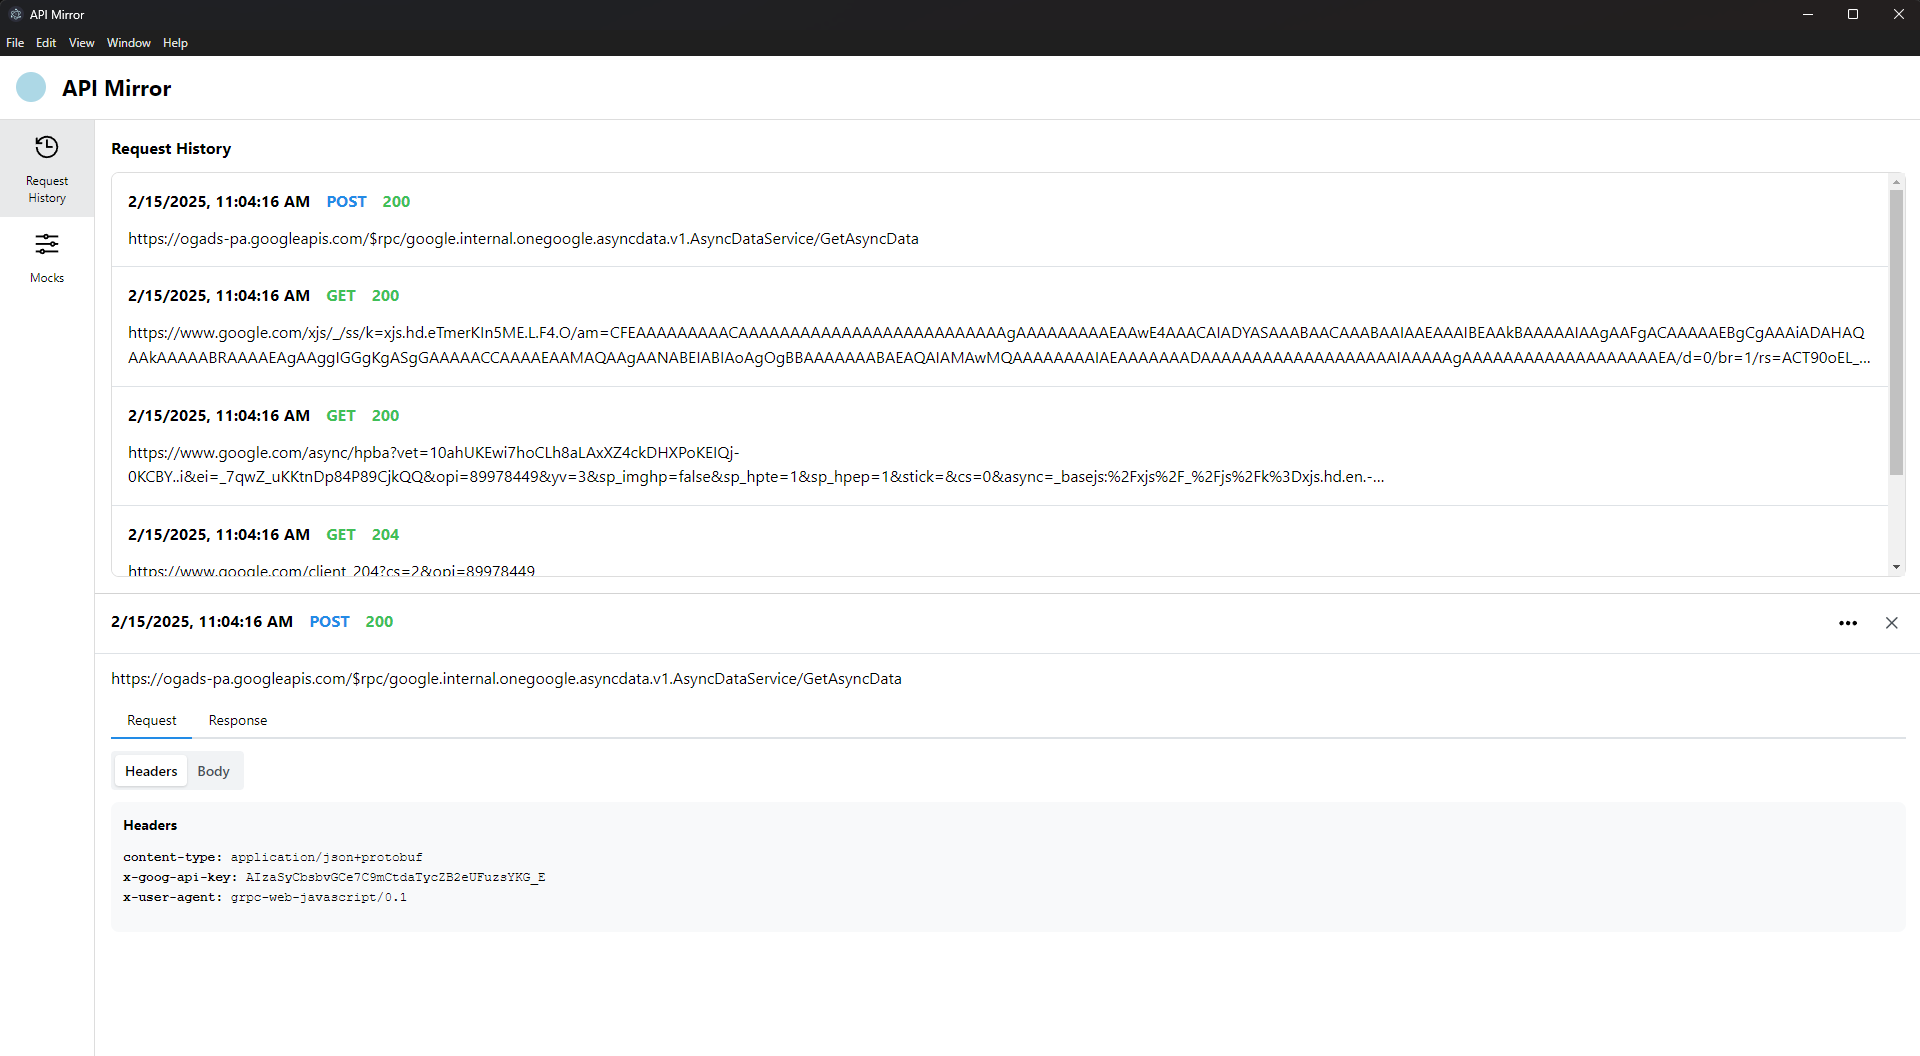 API Mirror
File Edit View Window Help
API Mirror
Request
History
Mocks
Request History
2/15/2025, 11:04:16 AM POST 200
https://ogads-pa.googleapis.com/$rpc/google.internal.onegoogle.asyncdata.v1.AsyncDataService/GetAsyncData
2/15/2025, 11:04:16 AM GET 200
https://www.google.com/xjs/_/ss/k=xjs.hd.eTmerKIn5ME.L.F4.O/am=CFEAAAAAAAAACAAAAAAAAAAAAAAAAAAAAAAAAAAgAAAAAAAAAEAAwE4AAACAIADYASAAABAACAAABAAIAAEAAAIBEAAkBAAAAAIAAgAAFgACAAAAAEBgCgAAAiADAHAQ
AAkAAAAABRAAAAEAgAAggIGGgKgASgGAAAAACCAAAAEAAMAQAAgAANABEIABIAoAgOgBBAAAAAAABAEAQAIAMAwMQAAAAAAAAIAEAAAAAAADAAAAAAAAAAAAAAAAAAAIAAAAAgAAAAAAAAAAAAAAAAAAAEA/d=0/br=1/rs=ACT90oEL_...
2/15/2025, 11:04:16 AM GET 200
https://www.google.com/async/hpba?vet=10ahUKEwi7hoCLh8aLAxXZ4ckDHXPoKEIQj-
0KCBY..i&ei=_7qwZ_uKKtnDp84P89CjkQQ&opi=89978449&yv=3&sp_imghp=false&sp_hpte=1&sp_hpep=1&stick=&cs=0&async=_basejs:%2Fxjs%2F_%2Fjs%2Fk%3Dxjs.hd.en.-...
2/15/2025, 11:04:16 AM GET 204
https://www.google.com/client_204?cs=2&opi=89978449
2/15/2025, 11:04:16 AM POST 200
https://ogads-pa.googleapis.com/$rpc/google.internal.onegoogle.asyncdata.v1.AsyncDataService/GetAsyncData
Request Response
Headers Body
Headers
content-type: application/json+protobuf
x-goog-api-key: AIzaSyCbsbvGCe7C9mCtdaTycZB2eUFuzsYKG_E
x-user-agent: grpc-web-javascript/0.1